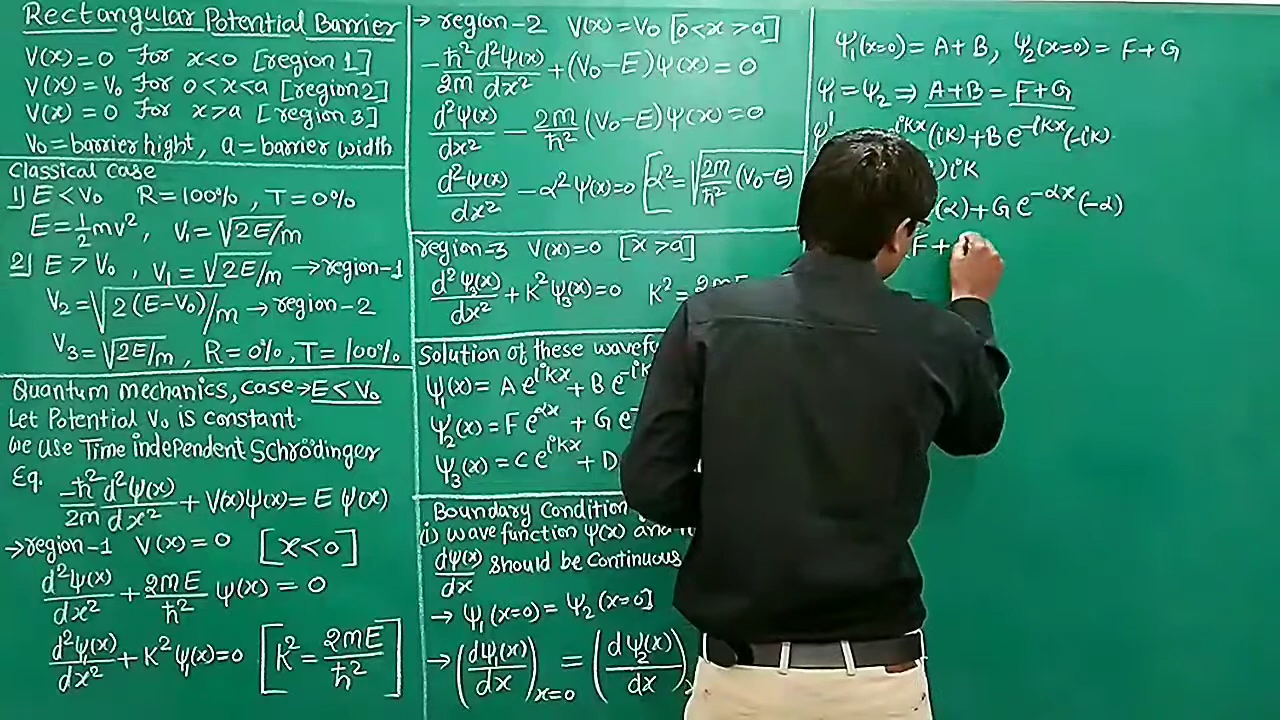 Rectangular Potential Barrier
V(x)=0 For x<0 [region 1]
V(x)=V₀ For 0<x<a [region2]
V(x)=0 For x>a [region 3]
V₀=barrier hight, a=barrier width
Classical Case
1) E<V₀ R=100%, T=0%
E=½mv², V₁=√2E/m
2) E>V₀, V₁=√2E/m →region-1
V₂=√2(E-V₀)/m → region-2
V₃=√2E/m, R=0%, T=100%
Quantum mechanics, case→E<V₀
Let Potential V₀ is constant.
we use Time independent Schrödinger
Eq. -ħ²/2m d²ψ(x)/dx² + V(x)ψ(x)=E ψ(x)
→region-1 V(x)=0 [x<0]
d²ψ(x)/dx² + 2mE/ħ² ψ(x)=0
d²ψ(x)/dx² + K²ψ(x)=0 [K²=2mE/ħ²]
→region-2 V(x)=V₀ [0<x>a]
-ħ²/2m d²ψ(x)/dx² + (V₀-E)ψ(x)=0
d²ψ(x)/dx² - 2m/ħ² (V₀-E)ψ(x)=0
d²ψ(x)/dx² - α²ψ(x)=0 [α²=√2m/ħ² (V₀-E)
region-3 V(x)=0 [x>a]
d²ψ₃(x)/dx² + K²ψ₃(x)=0 K²=2mE
Solution of these
ψ₁(x)= A e^ikx + B e^-ik
ψ₂(x)= F e^αx + G e^-
ψ₃(x)= C e^ikx + D
Boundary Condition
(i) wave function ψ(x) and
dψ(x)/dx should be continuous
→ ψ₁(x=0) = ψ₂(x=0]
→ (dψ₁(x)/dx)x=0 = (dψ₂(x)/dx)
ψ₁(x=0)= A+B, ψ₂(x=0)= F+G
ψ₁=ψ₂ ⇒ A+B = F+G
ψ' ikx(ik)+B e^-ikx(-ik)
)ik
(α)+G e^-αx(-α)
F+